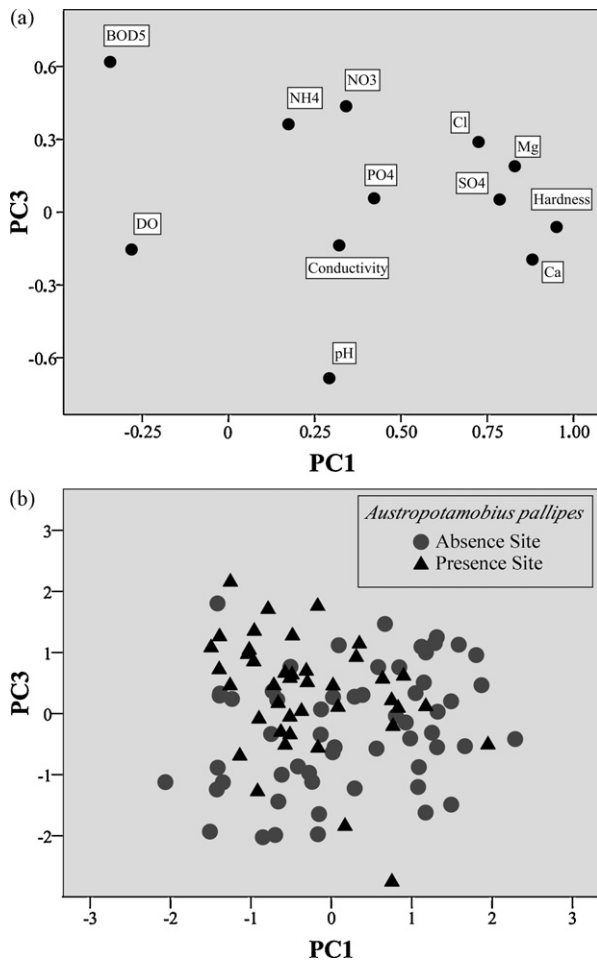 (a)
BOD5
0.6
NO3
NH4
Cl
0.3
Mg
PO4
SO4
Hardness
PC3
0
DO
Conductivity
Ca
-0.3
pH
-0.6
-0.25 0 0.25 0.50 0.75 1.00
PC1
(b)
3
Austropotamobius pallipes
Absence Site
Presence Site
2
1
PC3
0
-1
-2
-3 -2 -1 0 1 2 3
PC1